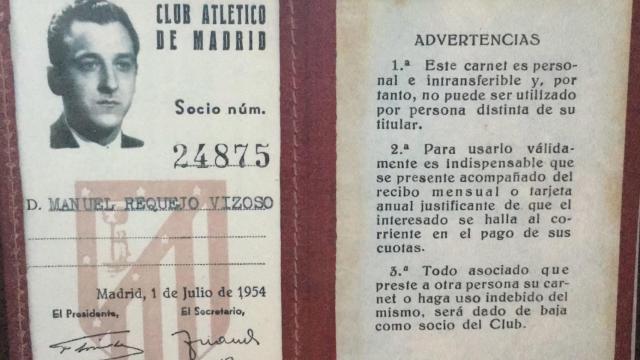 CLUB ATLETICO
DE MADRID
Socio núm.
24875
D. MANUEL REQUEJO VIZOSO
Madrid, 1 de Julio de 1954
El Presidente,
El Secretario,
ADVERTENCIAS
1.ª Este carnet es perso-
nal e intransferible y, por
tanto, no puede ser utilizado
por persona distinta de su
titular.
2.ª Para usarlo válida-
mente es indispensable que
se presente acompañado del
recibo mensual o tarjeta
anual justificante de que el
interesado se halla al co-
rriente en el pago de sus
cuotas.
3.ª Todo asociado que
preste a otra persona su car-
net o haga uso indebido del
mismo, será dado de baja
como socio del Club.